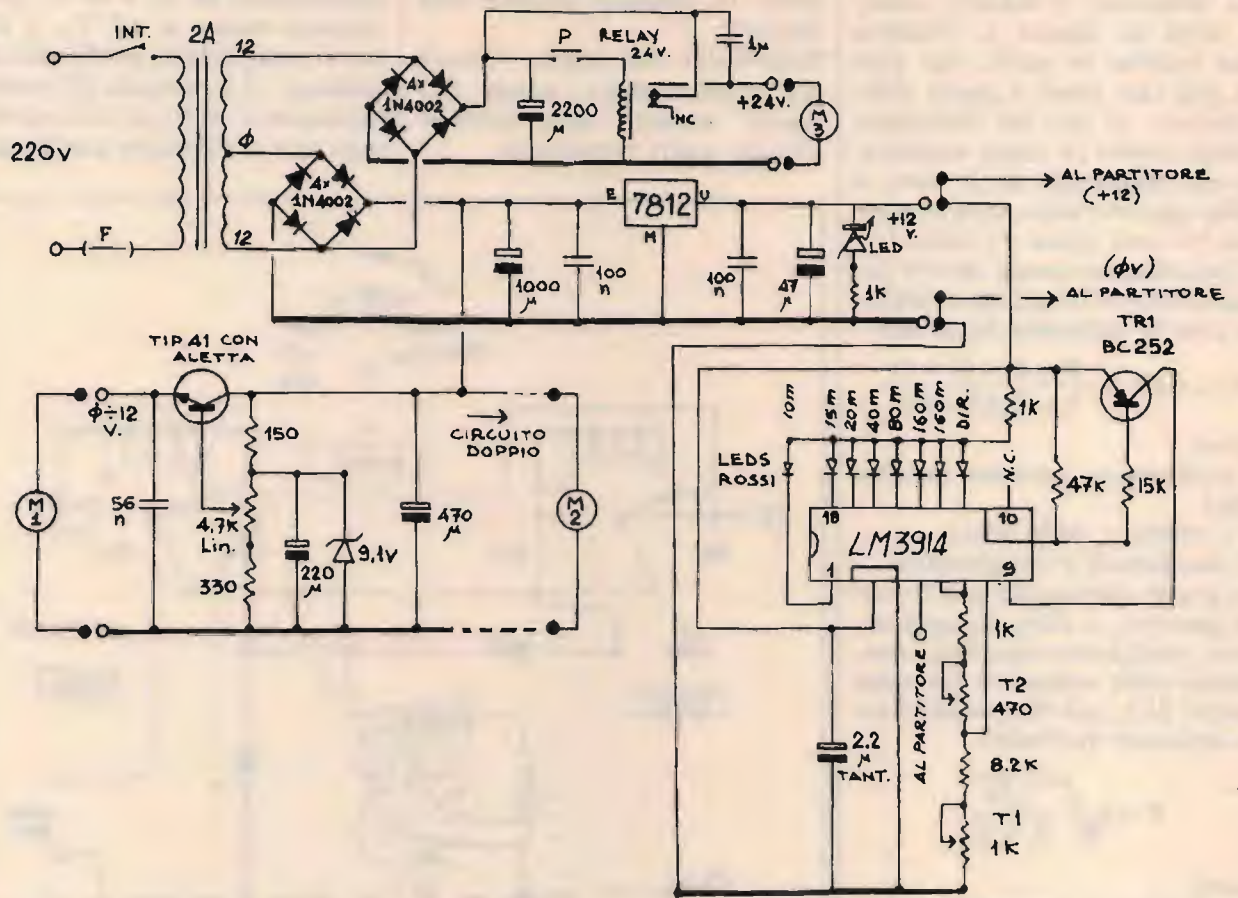 INT.
2A
12
φ
12
220V
F
4x
1N4002
4x
1N4002
P
RELAY
24V.
2200
μ
NC
1μ
+24V.
M
3
E
7812
U
M
1000
μ
100
n
100
n
47
μ
+12
V.
LED
1K
AL PARTITORE
(+12)
(φV)
AL PARTITORE
TR1
BC252
TIP 41 CON
ALETTA
φ÷12
V.
M
1
56
n
150
4,7K
Lin.
330
220
μ
9,1V
470
μ
CIRCUITO
DOPPIO
M
2
10m
15m
20m
40m
80m
160m
160m
DIR.
1K
LEDS
ROSSI
N.C.
47K
15K
18
10
LM3914
1
9
AL PARTITORE
1K
T2
470
2.2
μ
TANT.
8.2K
T1
1K